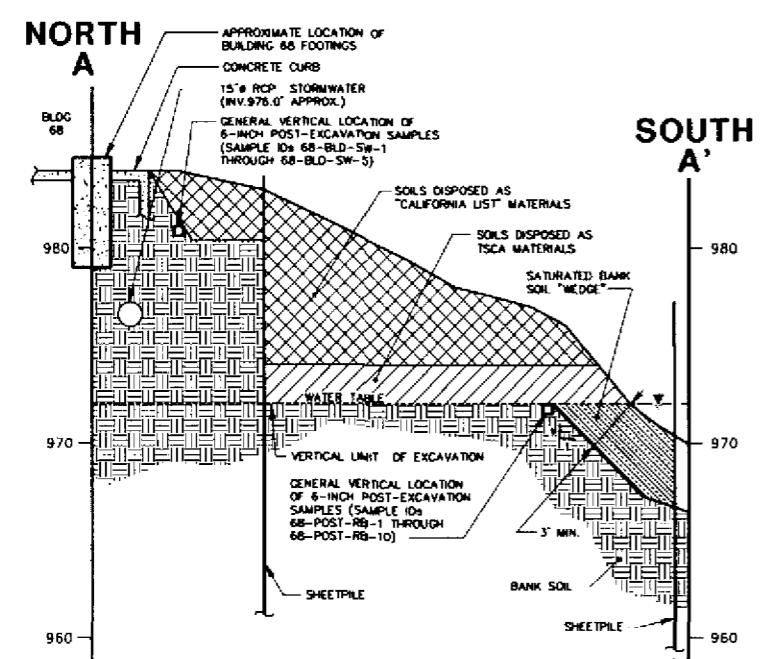 NORTH
A
APPROXIMATE LOCATION OF
BUILDING 68 FOOTINGS
CONCRETE CURB
15"ø RCP STORMWATER
(INV.976.0' APPROX.)
BLDG
68
GENERAL VERTICAL LOCATION OF
6-INCH POST-EXCAVATION SAMPLES
(SAMPLE IDs 68-BLD-SW-1
THROUGH 68-BLD-SW-5)
SOUTH
A'
SOILS DISPOSED AS
"CALIFORNIA LIST" MATERIALS
SOILS DISPOSED AS
TSCA MATERIALS
980
980
SATURATED BANK
SOIL "WEDGE"
WATER TABLE
970
970
VERTICAL LIMIT OF EXCAVATION
GENERAL VERTICAL LOCATION
OF 6-INCH POST-EXCAVATION
SAMPLES (SAMPLE IDs
68-POST-RB-1 THROUGH
68-POST-RB-10)
3' MIN.
SHEETPILE
BANK SOIL
SHEETPILE
960
960